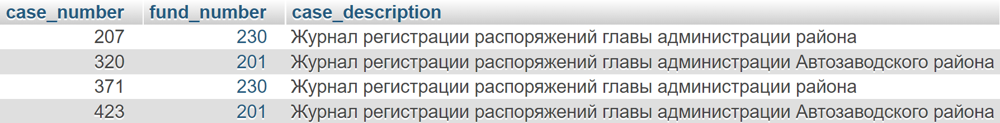 case_number fund_number case_description
207 230 Журнал регистрации распоряжений главы администрации района
320 201 Журнал регистрации распоряжений главы администрации Автозаводского района
371 230 Журнал регистрации распоряжений главы администрации района
423 201 Журнал регистрации распоряжений главы администрации Автозаводского района